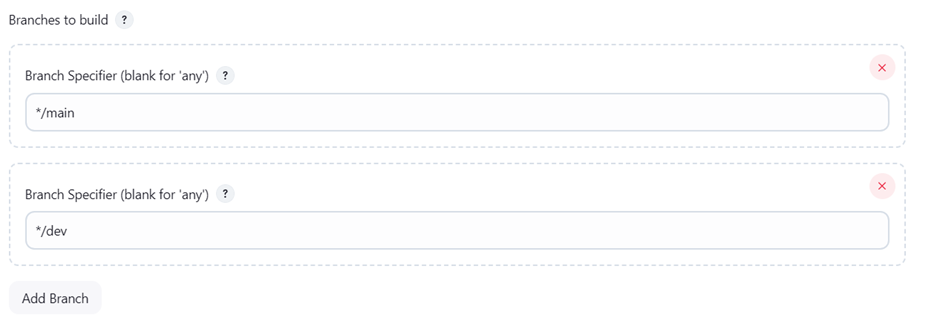 Branches to build ?
Branch Specifier (blank for 'any') ?
*/main
Branch Specifier (blank for 'any') ?
*/dev
Add Branch